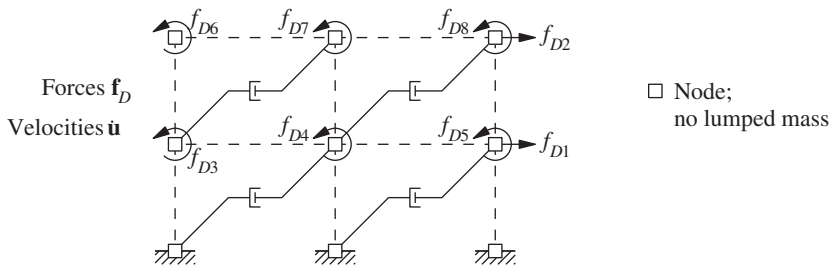 f_{D6} f_{D7} f_{D8} f_{D2}
Forces f_D
Velocities u̇
□ Node;
no lumped mass
f_{D3} f_{D4} f_{D5} f_{D1}